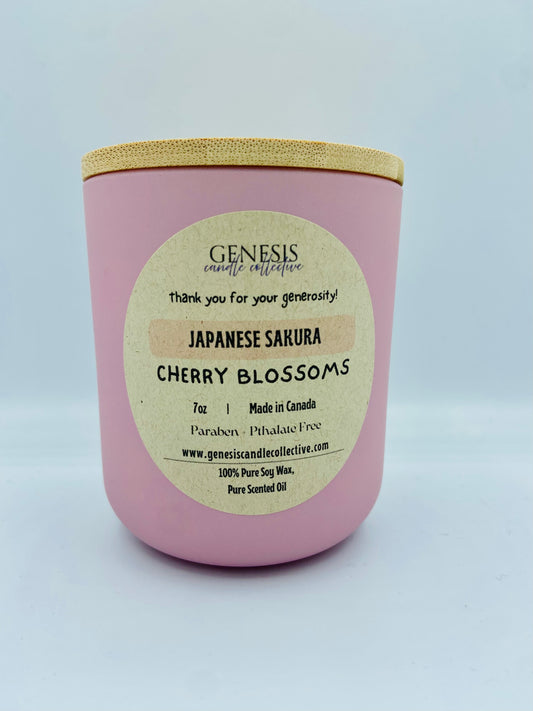 GENESIS
candle collective
thank you for your generosity!
JAPANESE SAKURA
CHERRY BLOSSOMS
7oz | Made in Canada
Paraben + Pthalate Free
www.genesiscandlecollective.com
100% Pure Soy Wax,
Pure Scented Oil